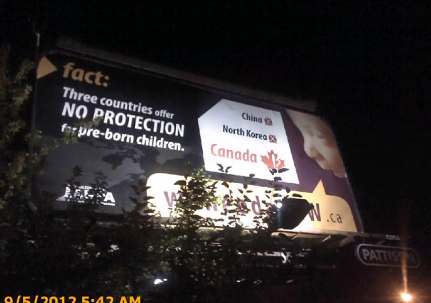 fact:
Three countries offer
NO PROTECTION
for pre-born children.
China
North Korea
Canada
.ca
PATTISON
9/5/2012 5:42 AM